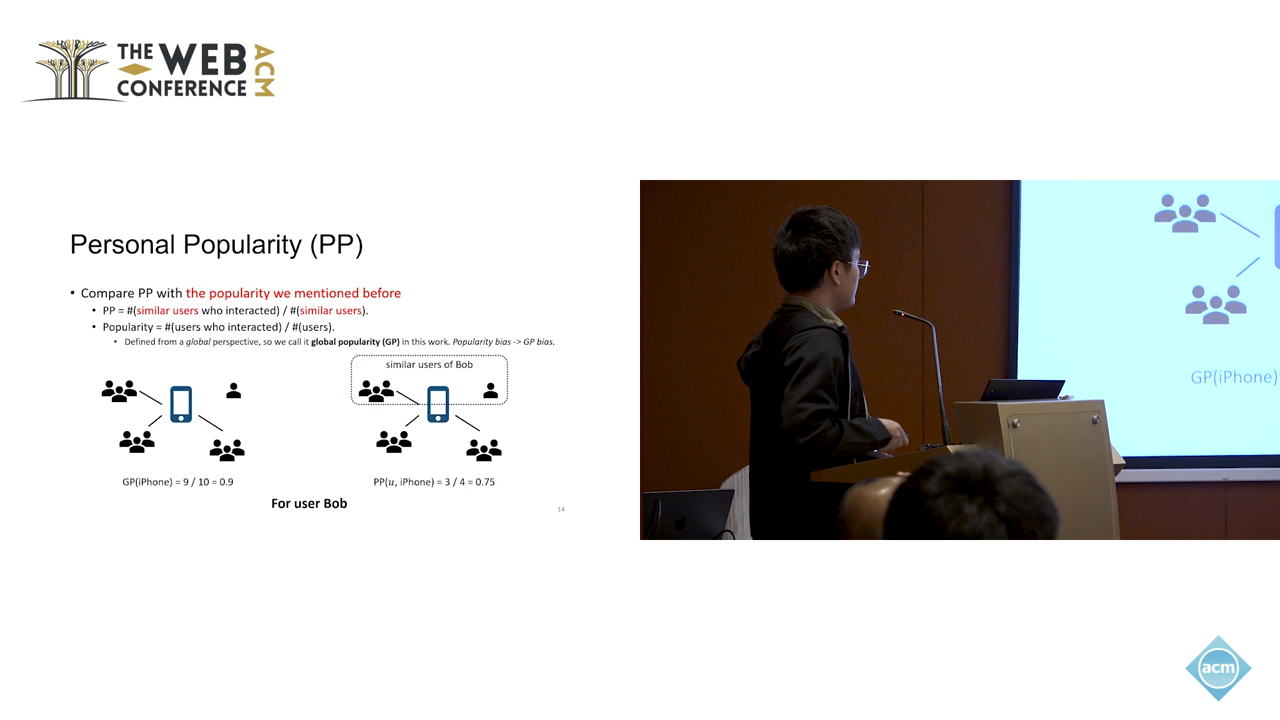 THE WEB
CONFERENCE
ACM
Personal Popularity (PP)
• Compare PP with the popularity we mentioned before
• PP = #(similar users who interacted) / #(similar users).
• Popularity = #(users who interacted) / #(users).
• Defined from a global perspective, so we call it global popularity (GP) in this work. Popularity bias -> GP bias.
similar users of Bob
GP(iPhone) = 9 / 10 = 0.9
PP(u, iPhone) = 3 / 4 = 0.75
For user Bob
14
GP(iPhone)
acm